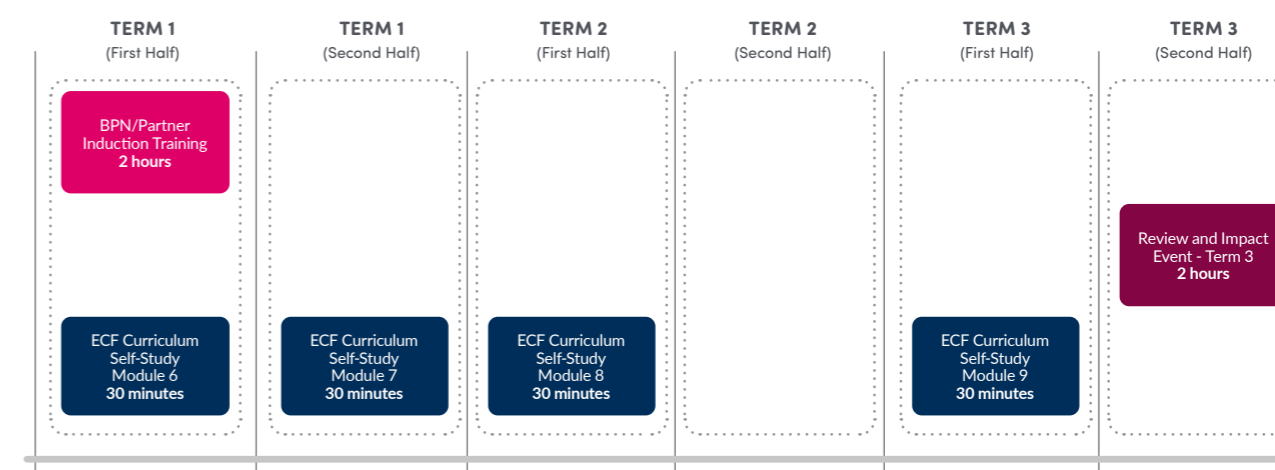 TERM 1
(First Half)
TERM 1
(Second Half)
TERM 2
(First Half)
TERM 2
(Second Half)
TERM 3
(First Half)
TERM 3
(Second Half)
BPN/Partner
Induction Training
2 hours
Review and Impact
Event - Term 3
2 hours
ECF Curriculum
Self-Study
Module 6
30 minutes
ECF Curriculum
Self-Study
Module 7
30 minutes
ECF Curriculum
Self-Study
Module 8
30 minutes
ECF Curriculum
Self-Study
Module 9
30 minutes